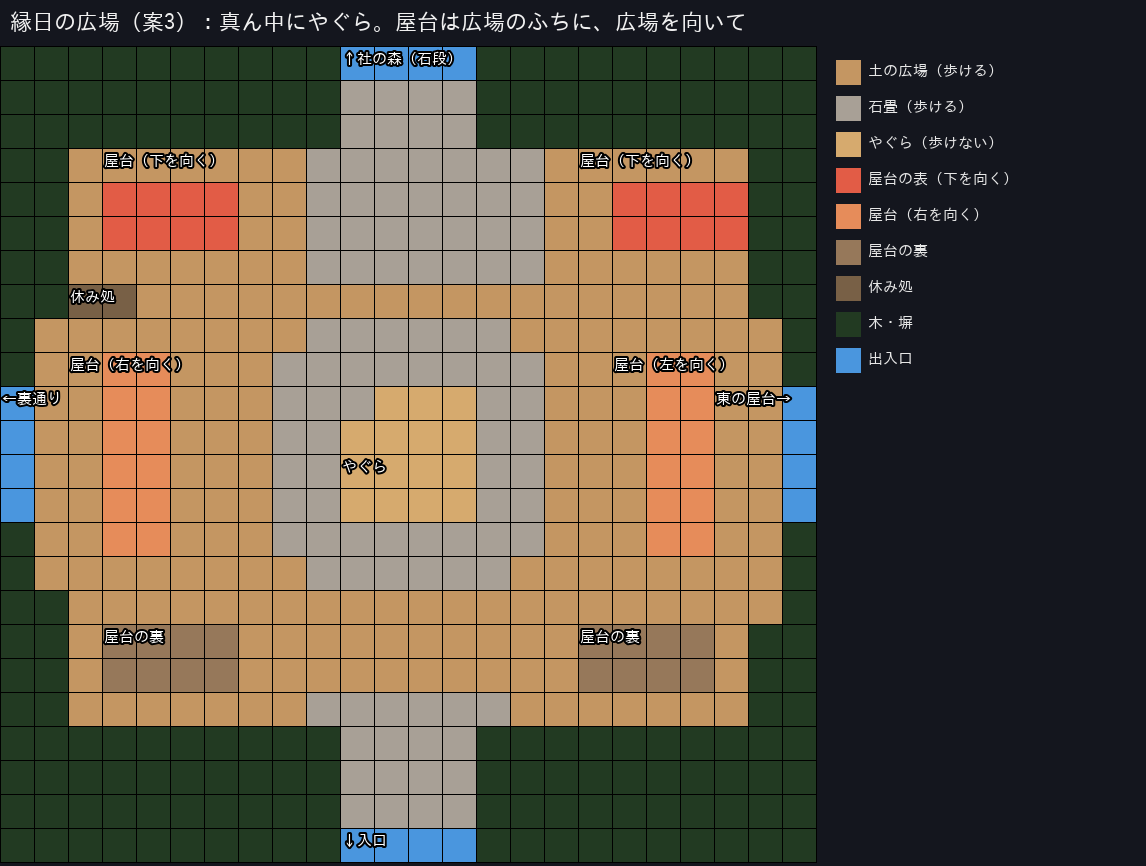 縁日の広場（案3）：真ん中にやぐら。屋台は広場のふちに、広場を向いて
↑社の森（石段）
屋台（下を向く）
屋台（下を向く）
休み処
屋台（右を向く）
屋台（左を向く）
←裏通り
東の屋台→
やぐら
屋台の裏
屋台の裏
↓入口
土の広場（歩ける）
石畳（歩ける）
やぐら（歩けない）
屋台の表（下を向く）
屋台（右を向く）
屋台の裏
休み処
木・塀
出入口